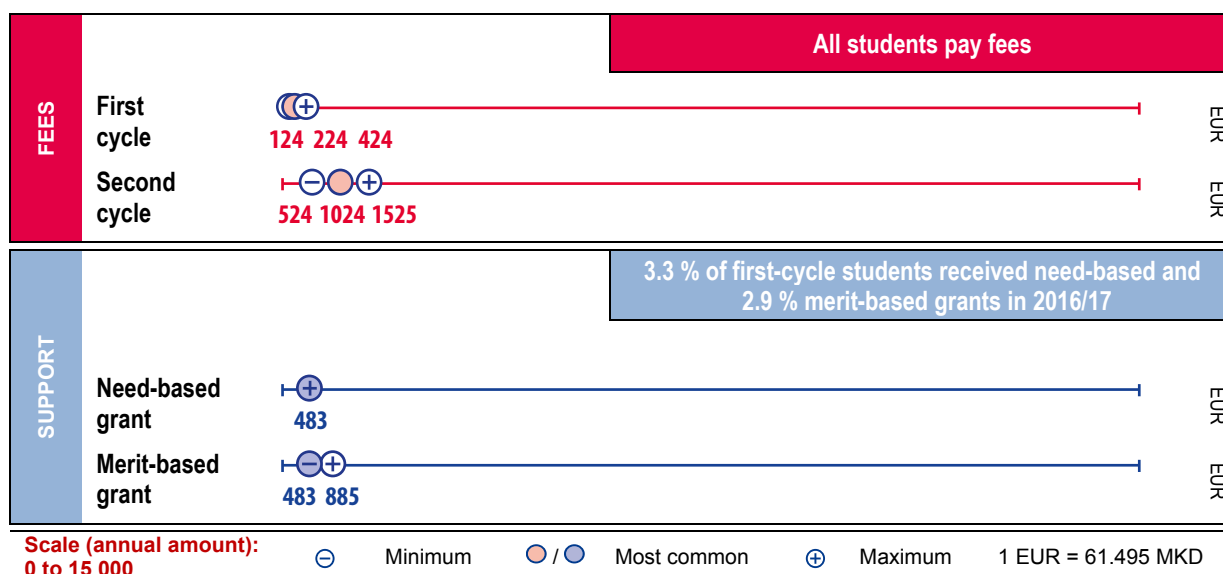 All students pay fees
FEES
First
cycle
124 224 424
EUR
Second
cycle
524 1024 1525
EUR
3.3 % of first-cycle students received need-based and
2.9 % merit-based grants in 2016/17
SUPPORT
Need-based
grant
483
EUR
Merit-based
grant
483 885
EUR
Scale (annual amount):
0 to 15 000
Minimum / Most common Maximum 1 EUR = 61.495 MKD